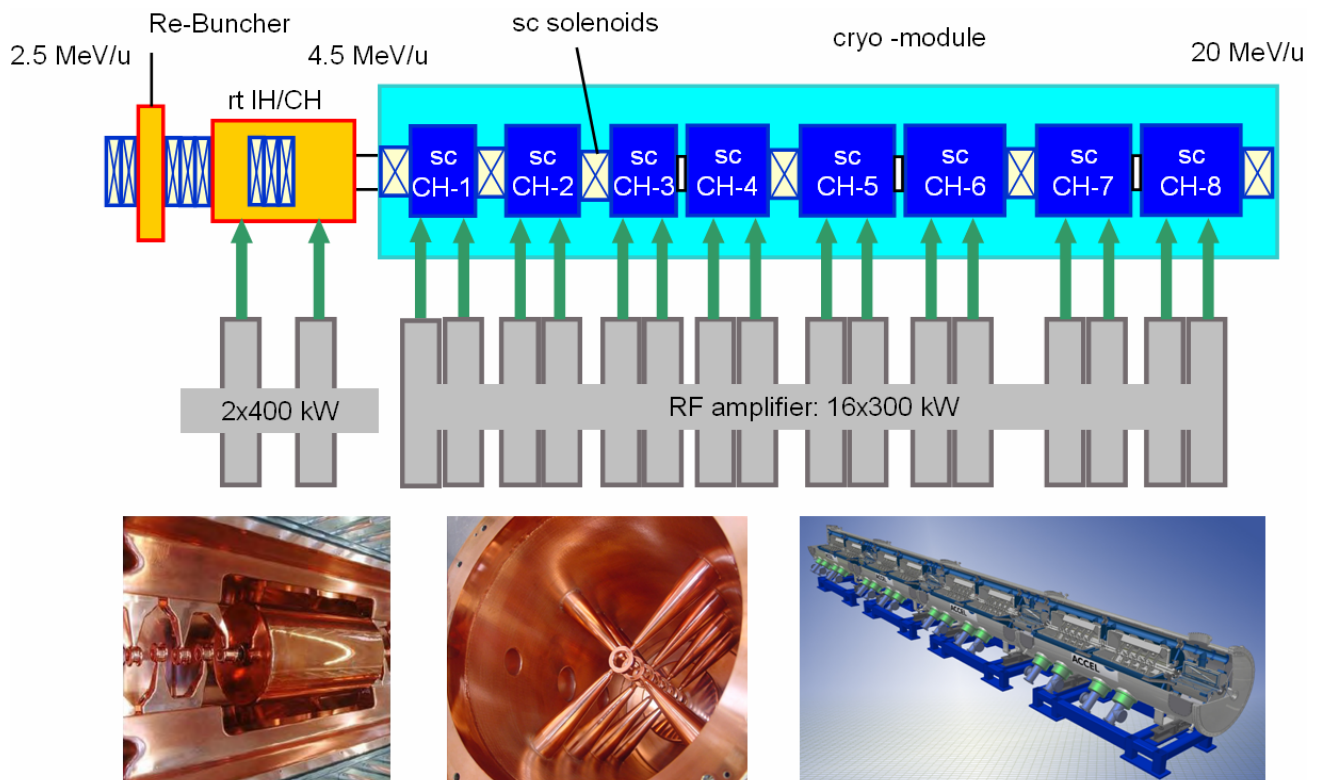 Re-Buncher
sc solenoids
cryo -module
2.5 MeV/u
4.5 MeV/u
20 MeV/u
rt IH/CH
sc
CH-1
sc
CH-2
sc
CH-3
sc
CH-4
sc
CH-5
sc
CH-6
sc
CH-7
sc
CH-8
2x400 kW
RF amplifier: 16x300 kW
ACCEL
ACCEL